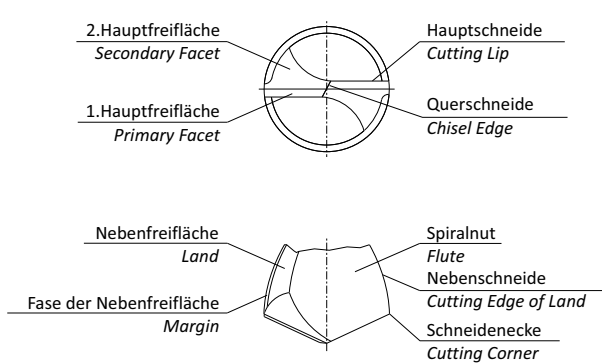 2.Hauptfreifläche
Secondary Facet
1.Hauptfreifläche
Primary Facet
Hauptschneide
Cutting Lip
Querschneide
Chisel Edge
Nebenfreifläche
Land
Fase der Nebenfreifläche
Margin
Spiralnut
Flute
Nebenschneide
Cutting Edge of Land
Schneidenecke
Cutting Corner